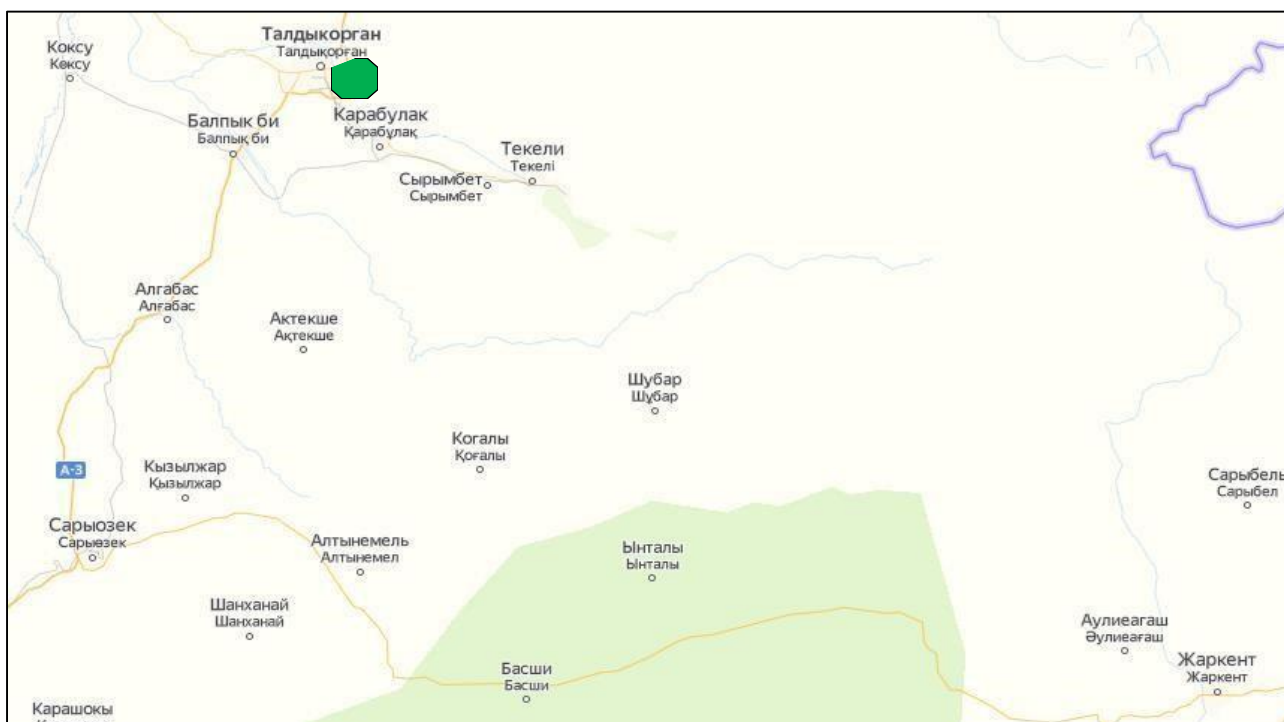 Талдыкорган
Талдықорған
Коксу
Көксу
Балпык би
Балпық би
Карабулак
Қарабұлақ
Текели
Текелі
Сырымбет
Сырымбет
Алгабас
Алғабас
Актекше
Ақтекше
Шубар
Шұбар
Когалы
Қоғалы
А-3
Кызылжар
Қызылжар
Сарыбель
Сарыбел
Сарыозек
Сарыөзек
Алтынемель
Алтынемел
Ынталы
Ынталы
Шанханай
Шанханай
Аулиеагаш
Әулиеағаш
Басши
Басши
Жаркент
Жаркент
Карашокы